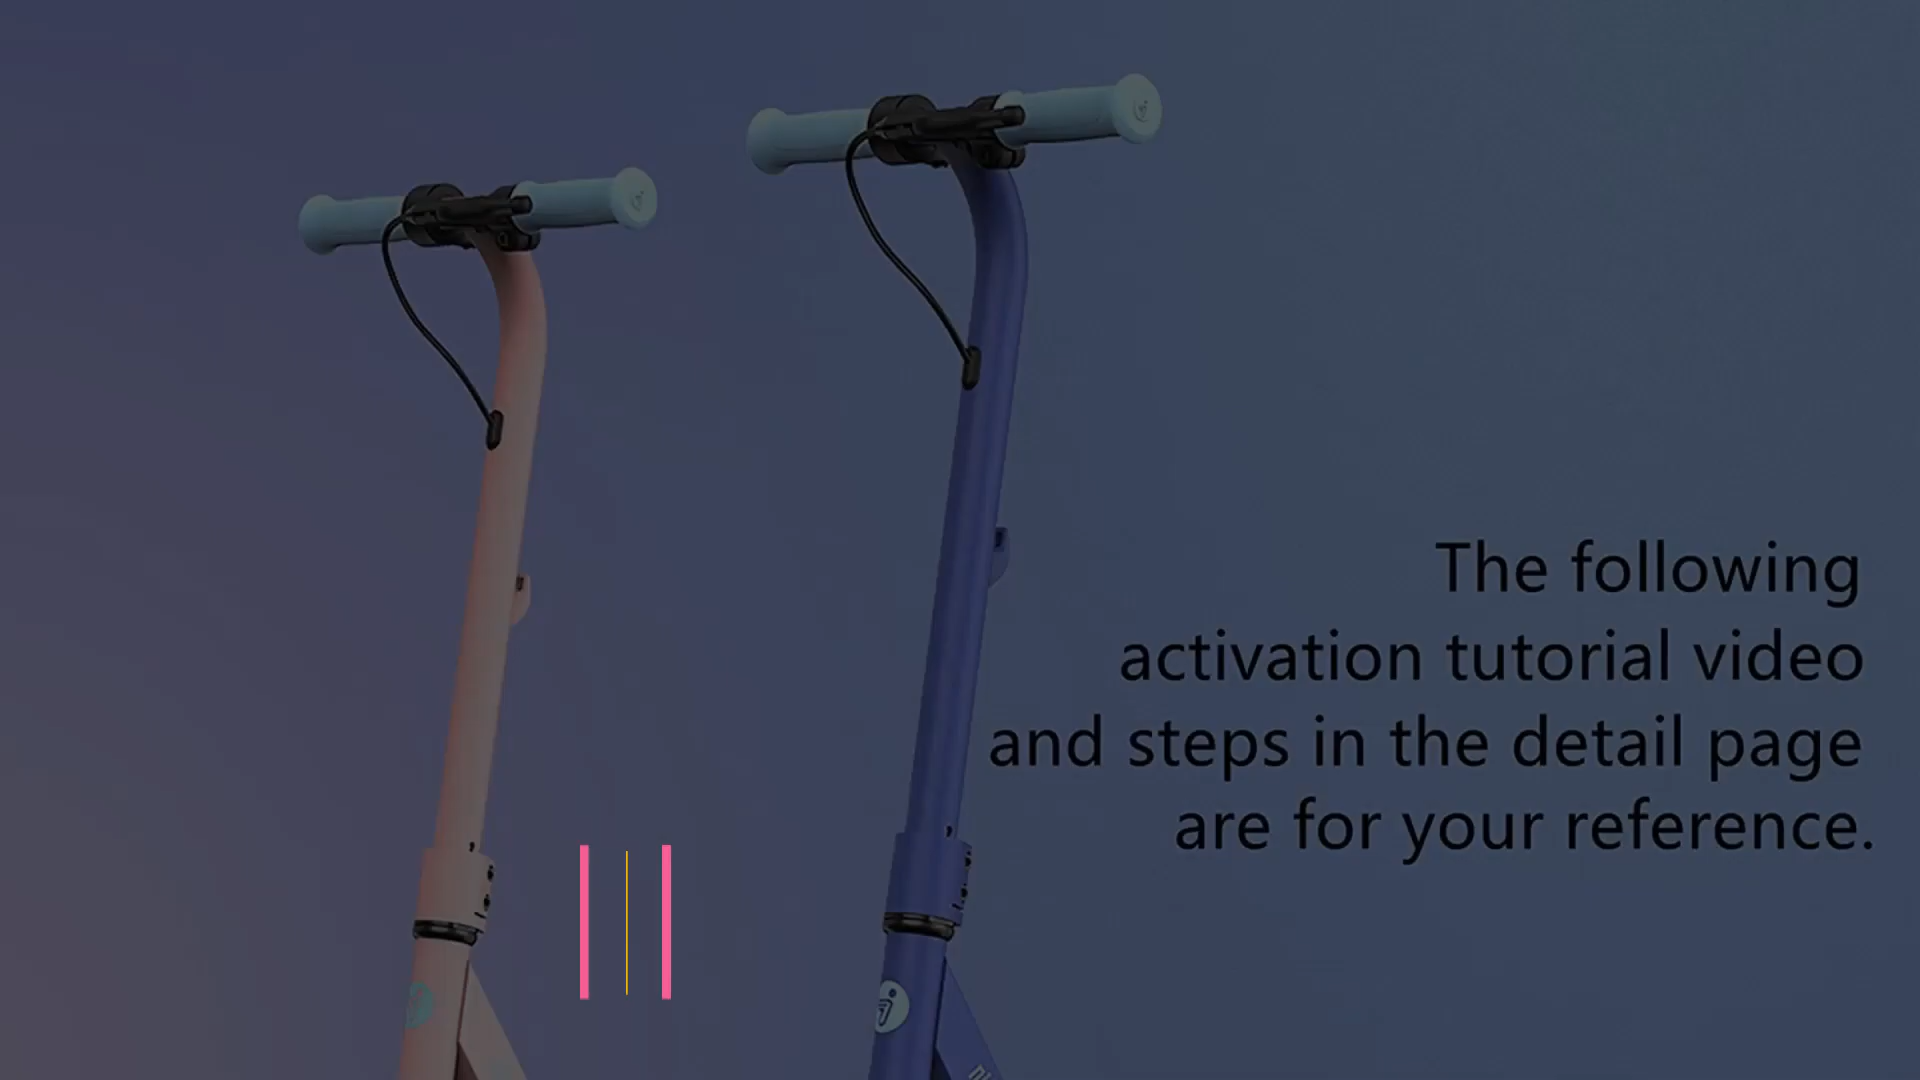 The following
activation tutorial video
and steps in the detail page
are for your reference.